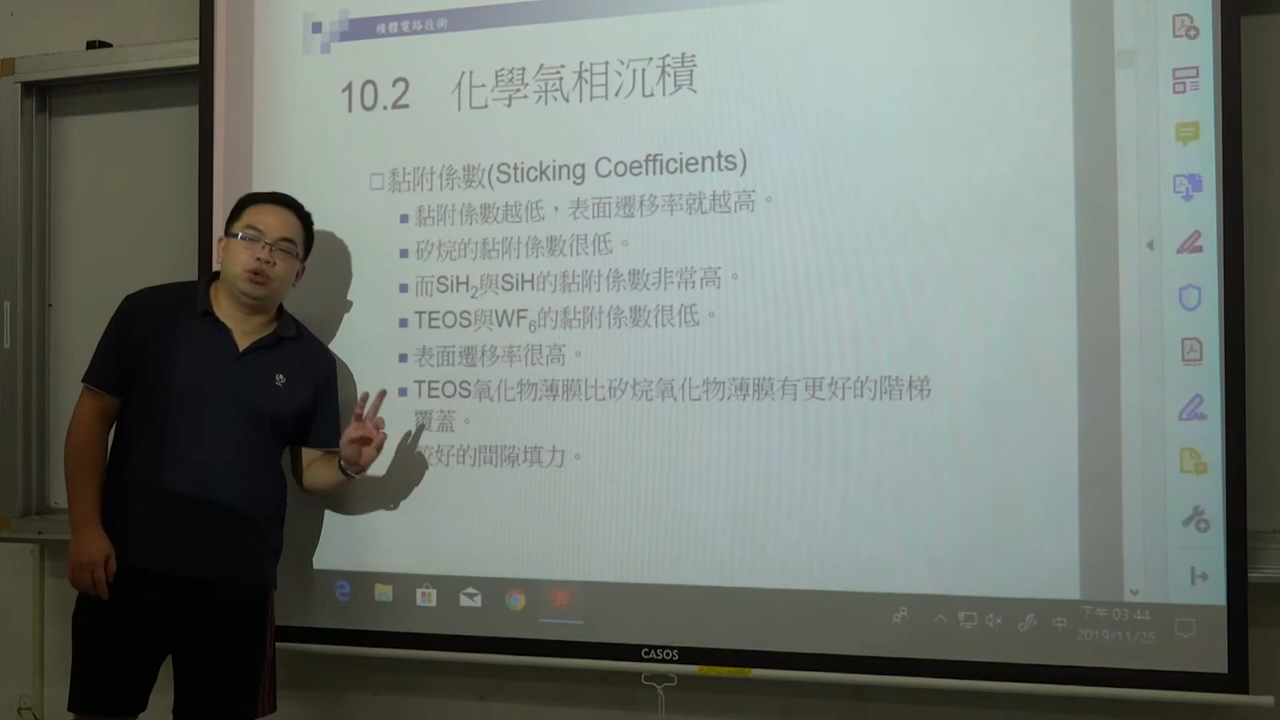 積體電路技術
10.2 化學氣相沉積
黏附係數(Sticking Coefficients)
黏附係數越低，表面遷移率就越高。
矽烷的黏附係數很低。
而SiH₂與SiH的黏附係數非常高。
TEOS與WF₆的黏附係數很低。
表面遷移率很高。
TEOS氧化物薄膜比矽烷氧化物薄膜有更好的階梯
覆蓋。
較好的間隙填力。
中
下午 03:44
2019/11/25
CASOS